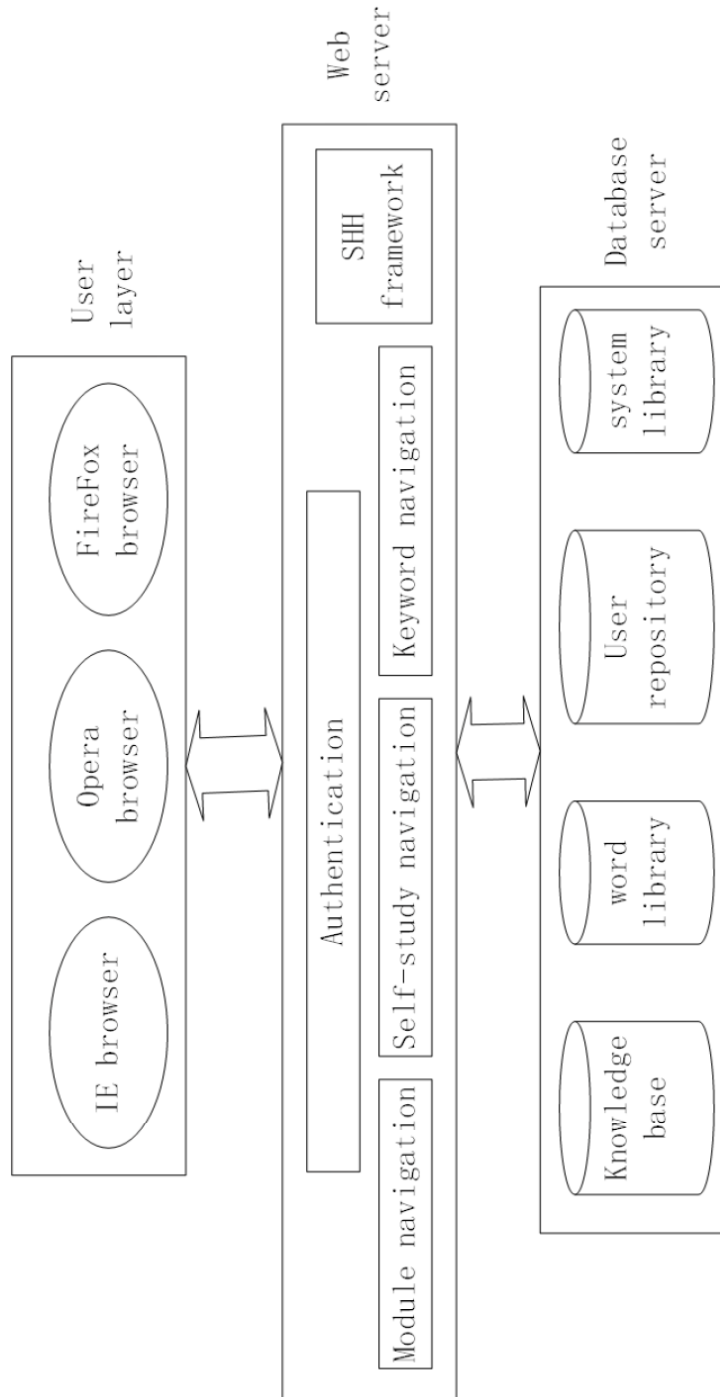 IE browser
Opera
browser
FireFox
browser
User
layer
Authentication
Module navigation
Self-study navigation
Keyword navigation
SHH
framework
Web
server
Knowledge
base
word
library
User
repository
system
library
Database
server